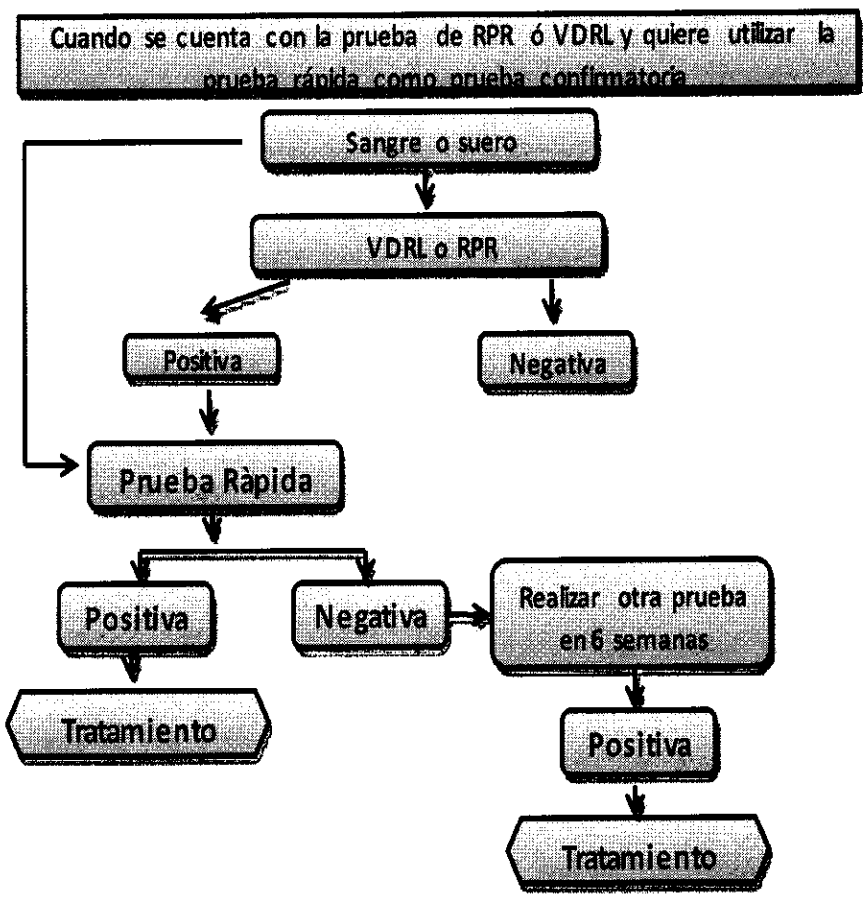 Cuando se cuenta con la prueba de RPR ó VDRL y quiere utilizar la
prueba rápida como prueba confirmatoria
Sangre o suero
VDRL o RPR
Positiva
Negativa
Prueba Ràpida
Positiva
Negativa
Realizar otra prueba
en 6 semanas
Tratamiento
Positiva
Tratamiento